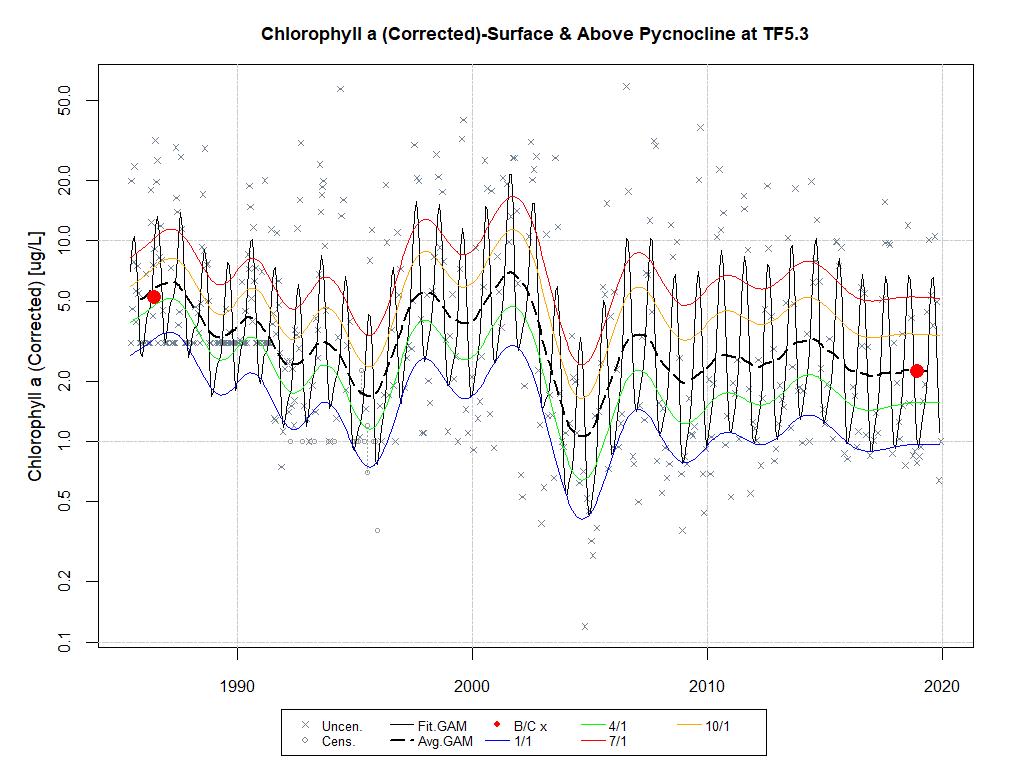 Chlorophyll a (Corrected)-Surface & Above Pycnocline at TF5.3
Chlorophyll a (Corrected) [ug/L]
50.0
20.0
10.0
5.0
2.0
1.0
0.5
0.2
0.1
1990 2000 2010 2020
Uncen. Fit.GAM B/C x 4/1 10/1
Cens. Avg.GAM 1/1 7/1